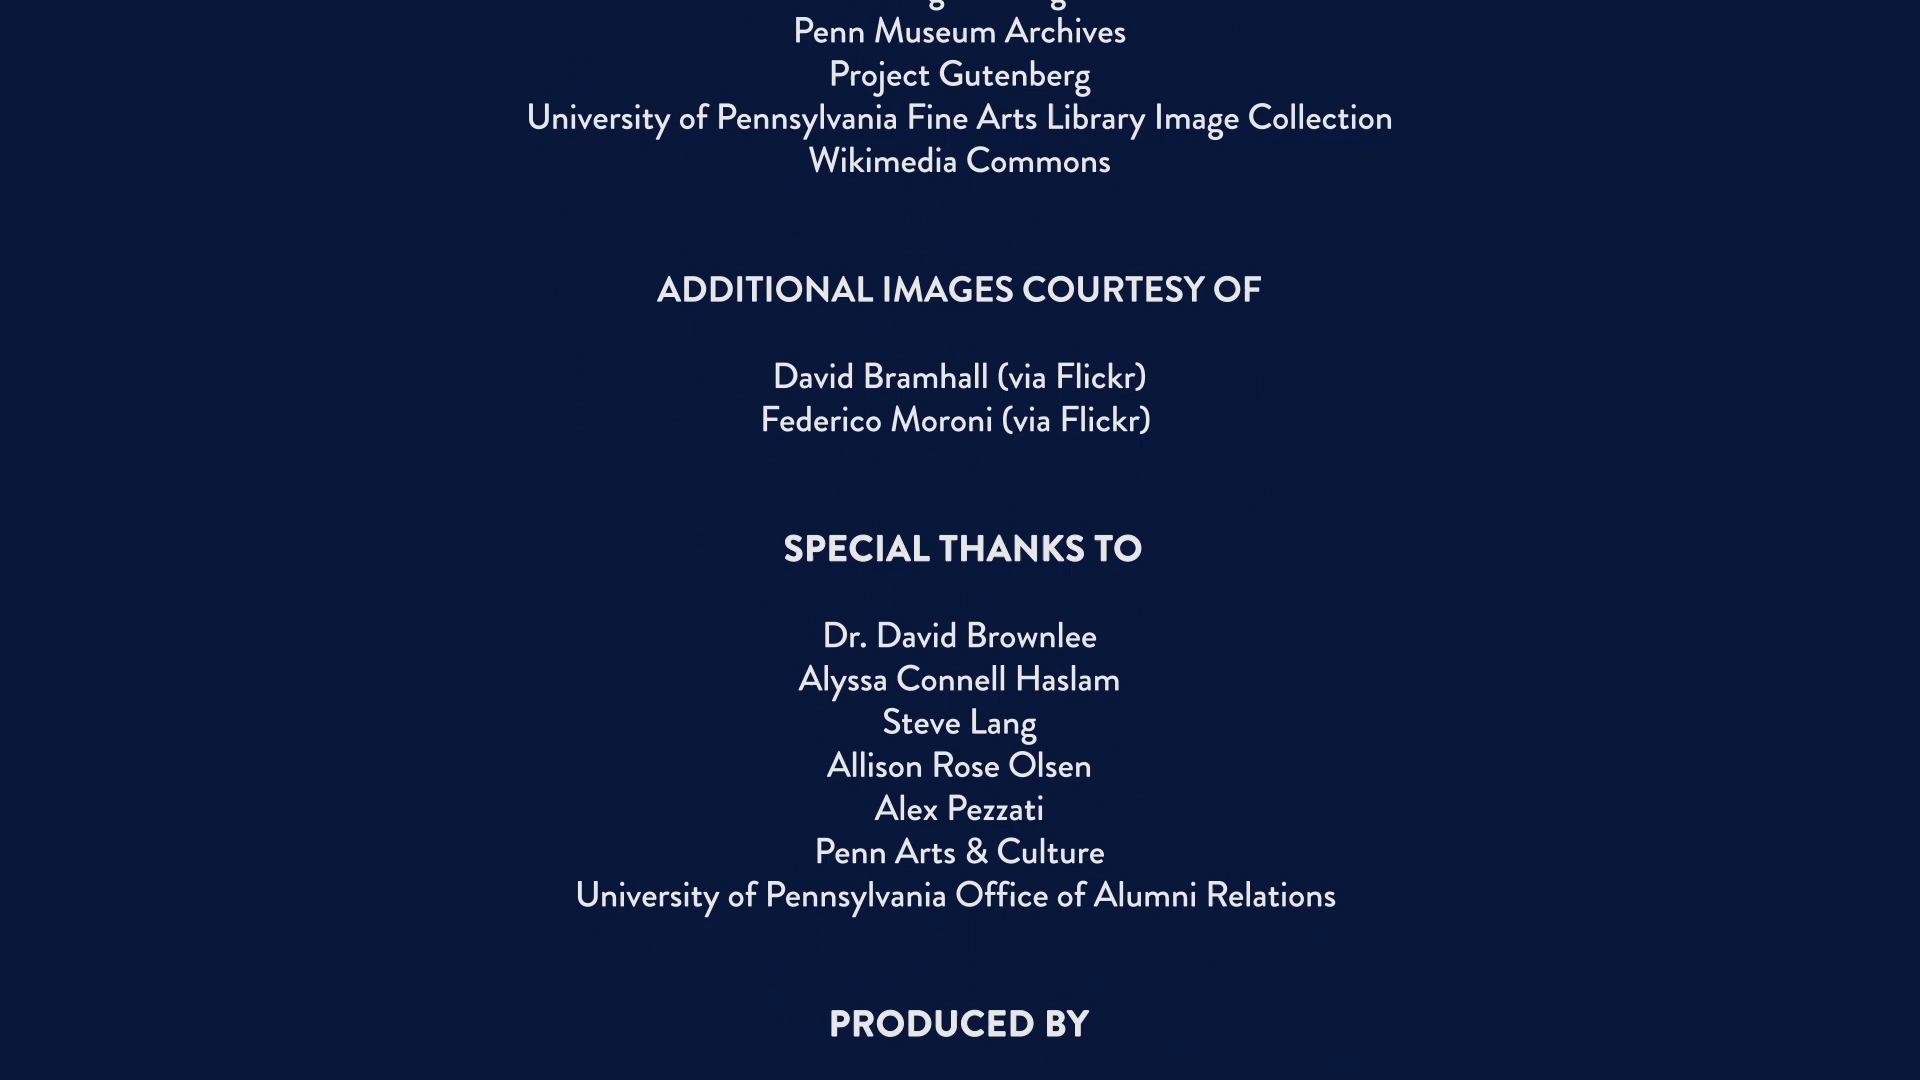 Penn Museum Archives
Project Gutenberg
University of Pennsylvania Fine Arts Library Image Collection
Wikimedia Commons
ADDITIONAL IMAGES COURTESY OF
David Bramhall (via Flickr)
Federico Moroni (via Flickr)
SPECIAL THANKS TO
Dr. David Brownlee
Alyssa Connell Haslam
Steve Lang
Allison Rose Olsen
Alex Pezzati
Penn Arts & Culture
University of Pennsylvania Office of Alumni Relations
PRODUCED BY